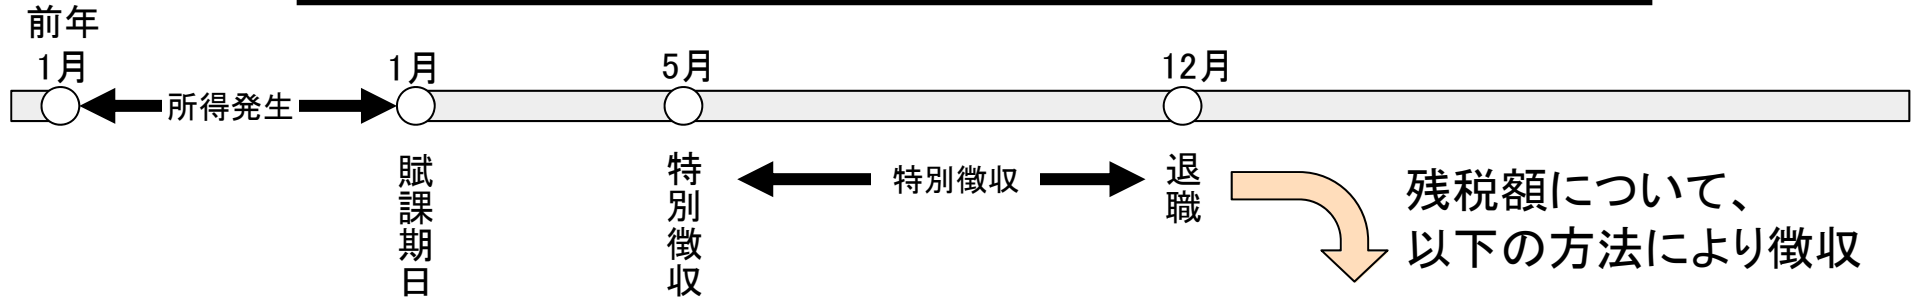 前年
1月
1月
5月
12月
所得発生
賦課期日
特別徴収
特別徴収
退職
残税額について、
以下の方法により徴収